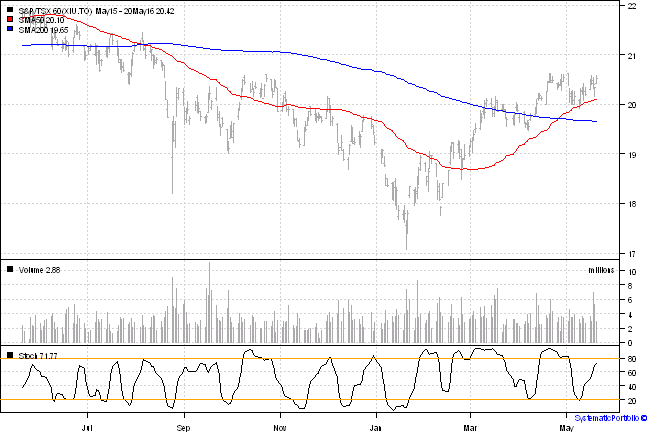 S&P/TSX 60 (XIU.TO) May15 - 20May16 20.42
SMA50 20.10
SMA200 19.65
22
21
20
19
18
17
Volume 2.88
millions
10
8
6
4
2
0
Stoch 71.77
80
60
40
20
Jul
Sep
Nov
Jan
Mar
May
SystematicPortfolio ©